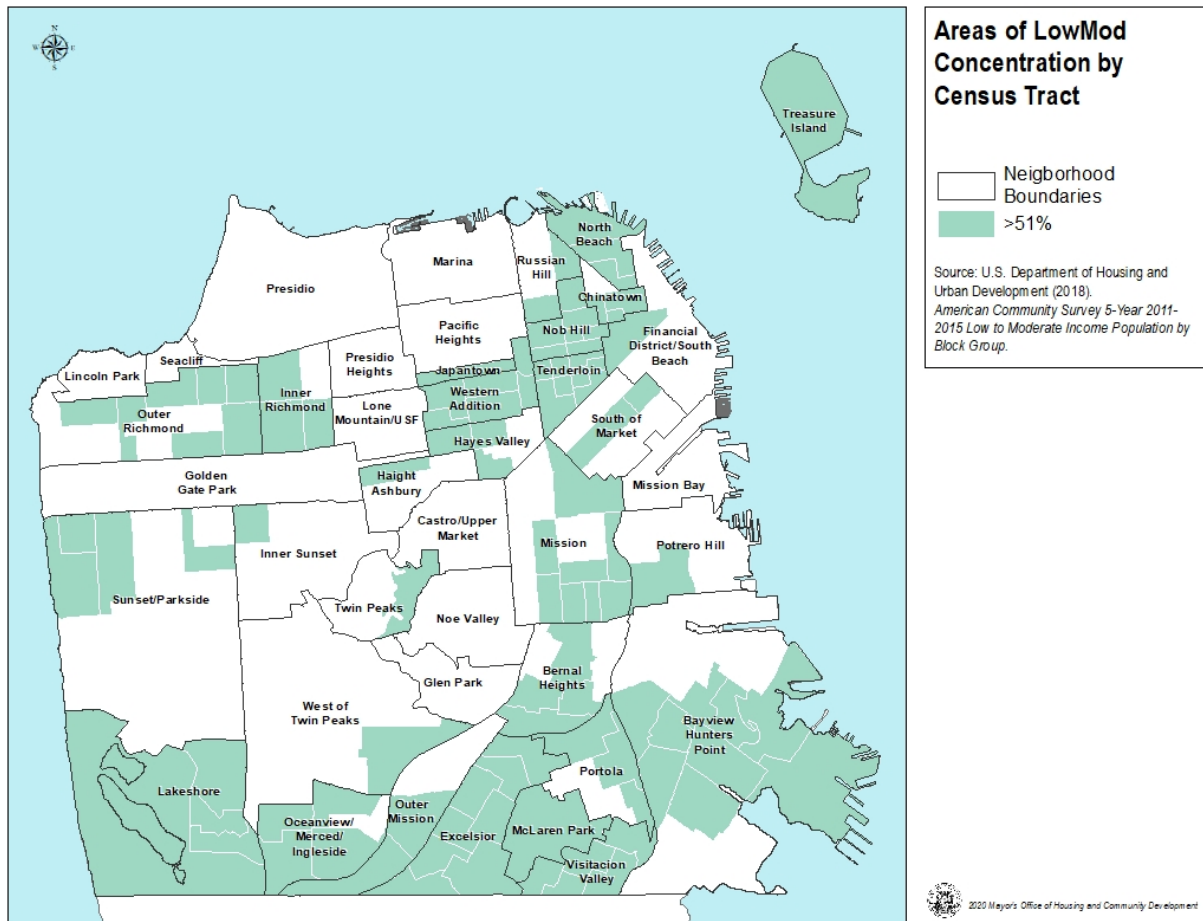 N
W E
S
Areas of LowMod
Concentration by
Census Tract
Neigborhood
Boundaries
>51%
Source: U.S. Department of Housing and
Urban Development (2018).
American Community Survey 5-Year 2011-
2015 Low to Moderate Income Population by
Block Group.
Treasure
Island
North
Beach
Marina
Russian
Hill
Presidio
Chinatown
Pacific
Heights
Nob Hill
Financial
District/South
Beach
Seacliff
Lincoln Park
Presidio
Heights
Japantown
Tenderloin
Inner
Richmond
Western
Addition
Outer
Richmond
Lone
Mountain/USF
South of
Market
Hayes Valley
Golden
Gate Park
Haight
Ashbury
Mission Bay
Castro/Upper
Market
Inner Sunset
Mission
Potrero Hill
Sunset/Parkside
Twin Peaks
Noe Valley
Glen Park
Bernal
Heights
West of
Twin Peaks
Bayview
Hunters
Point
Lakeshore
Portola
Outer
Mission
Oceanview/
Merced/
Ingleside
Excelsior
McLaren Park
Visitacion
Valley
2020 Mayor's Office of Housing and Community Development